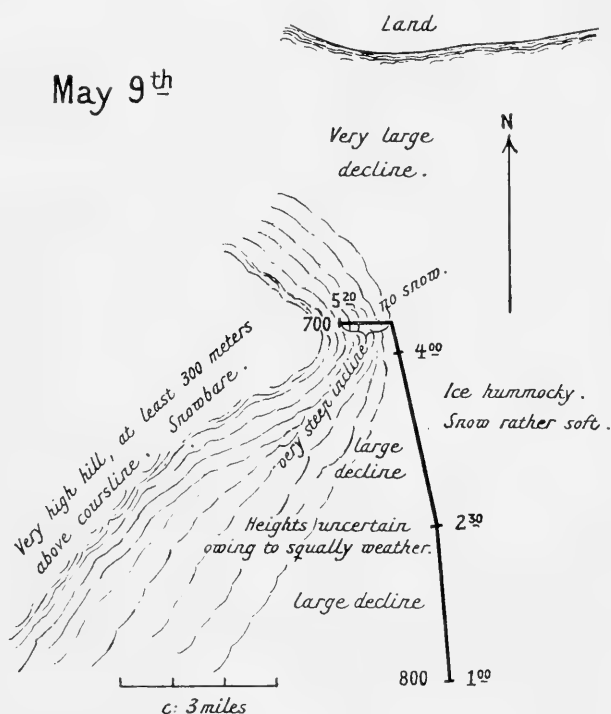 Land
May 9th
N
Very large
decline.
no snow.
5 20
700
4 00
Very high hill, at least 300 meters
above coursline. Snowbare.
very steep incline
Ice hummocky.
Snow rather soft.
large
decline
Heights uncertain
owing to squally weather.
2 30
large decline
800
1 00
c: 3 miles